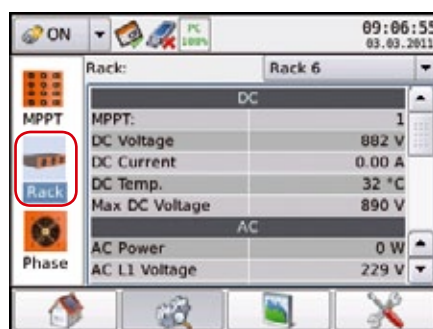 ON
PC
100%
09:06:55
03.03.2011
Rack:
Rack 6
DC
MPPT
MPPT:
1
DC Voltage
882 V
DC Current
0.00 A
Rack
DC Temp.
32 °C
Max DC Voltage
890 V
AC
AC Power
0 W
Phase
AC L1 Voltage
229 V